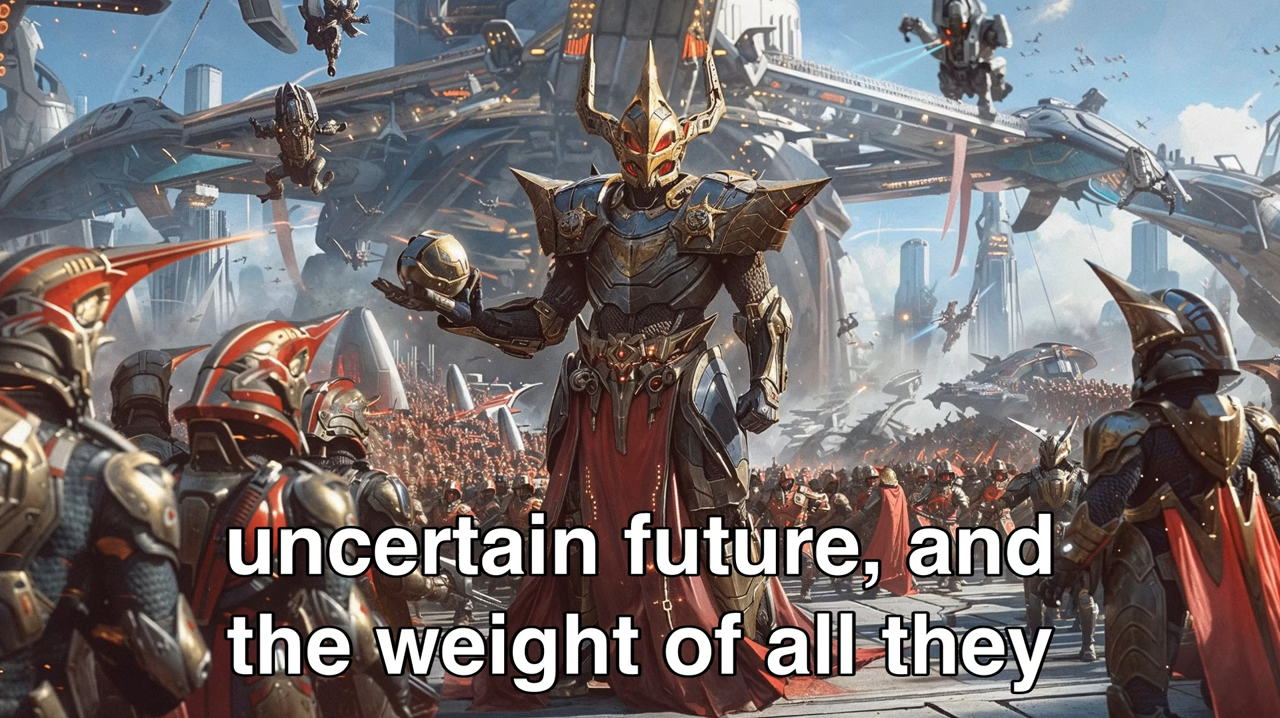 uncertain future, and
the weight of all they